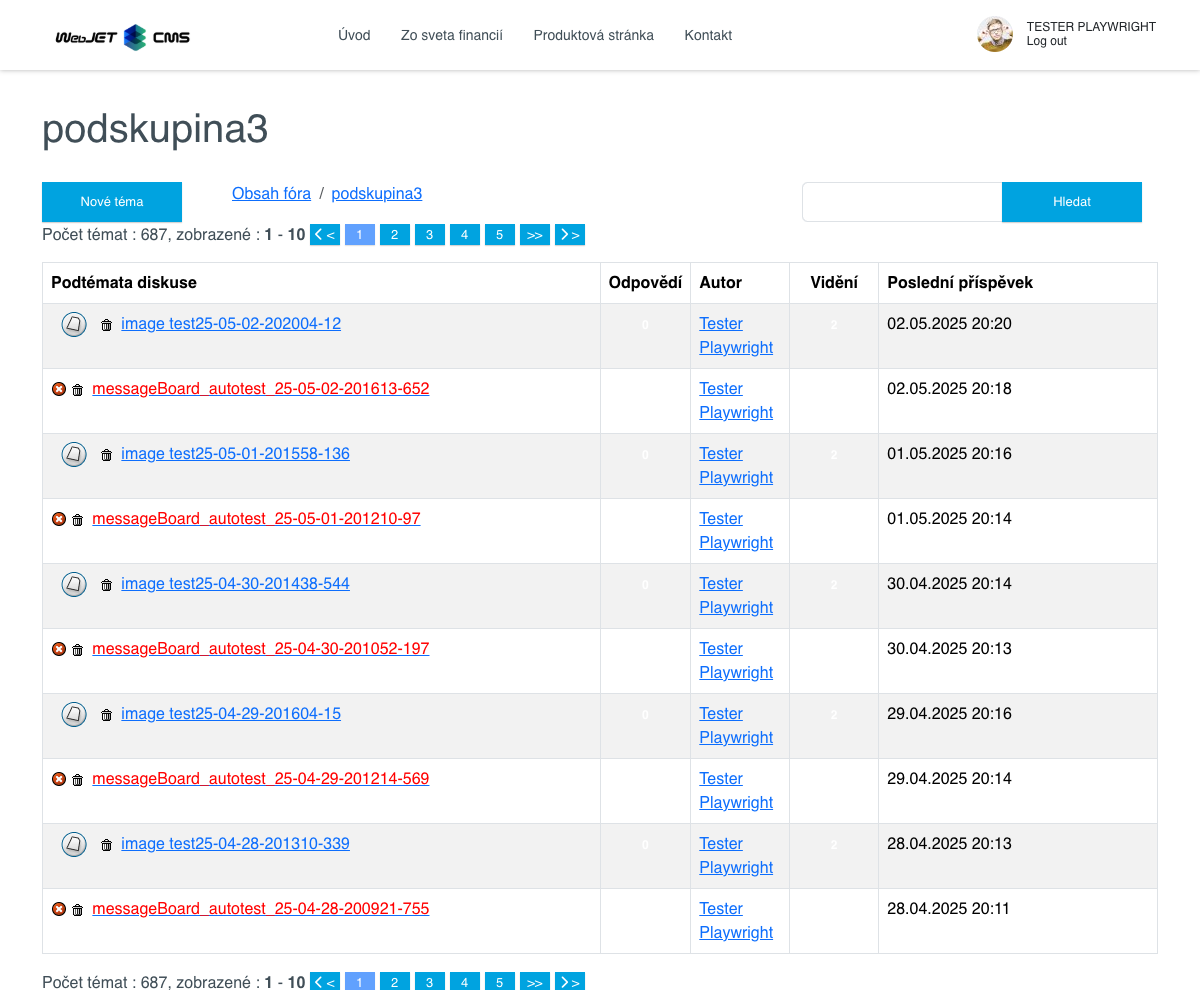 WebJET CMS
Úvod Zo sveta financií Produktová stránka Kontakt
TESTER PLAYWRIGHT
Log out
podskupina3
Nové téma Obsah fóra / podskupina3 Hledat
Počet témat : 687, zobrazené : 1 - 10 < 1 2 3 4 5 >> >
Podtémata diskuse Odpovědí Autor Vidění Poslední příspěvek
image test25-05-02-202004-12 0 Tester 2 02.05.2025 20:20
Playwright
messageBoard_autotest_25-05-02-201613-652 Tester 02.05.2025 20:18
Playwright
image test25-05-01-201558-136 0 Tester 2 01.05.2025 20:16
Playwright
messageBoard_autotest_25-05-01-201210-97 Tester 01.05.2025 20:14
Playwright
image test25-04-30-201438-544 0 Tester 2 30.04.2025 20:14
Playwright
messageBoard_autotest_25-04-30-201052-197 Tester 30.04.2025 20:13
Playwright
image test25-04-29-201604-15 0 Tester 2 29.04.2025 20:16
Playwright
messageBoard_autotest_25-04-29-201214-569 Tester 29.04.2025 20:14
Playwright
image test25-04-28-201310-339 0 Tester 2 28.04.2025 20:13
Playwright
messageBoard_autotest_25-04-28-200921-755 Tester 28.04.2025 20:11
Playwright
Počet témat : 687, zobrazené : 1 - 10 < 1 2 3 4 5 >> >